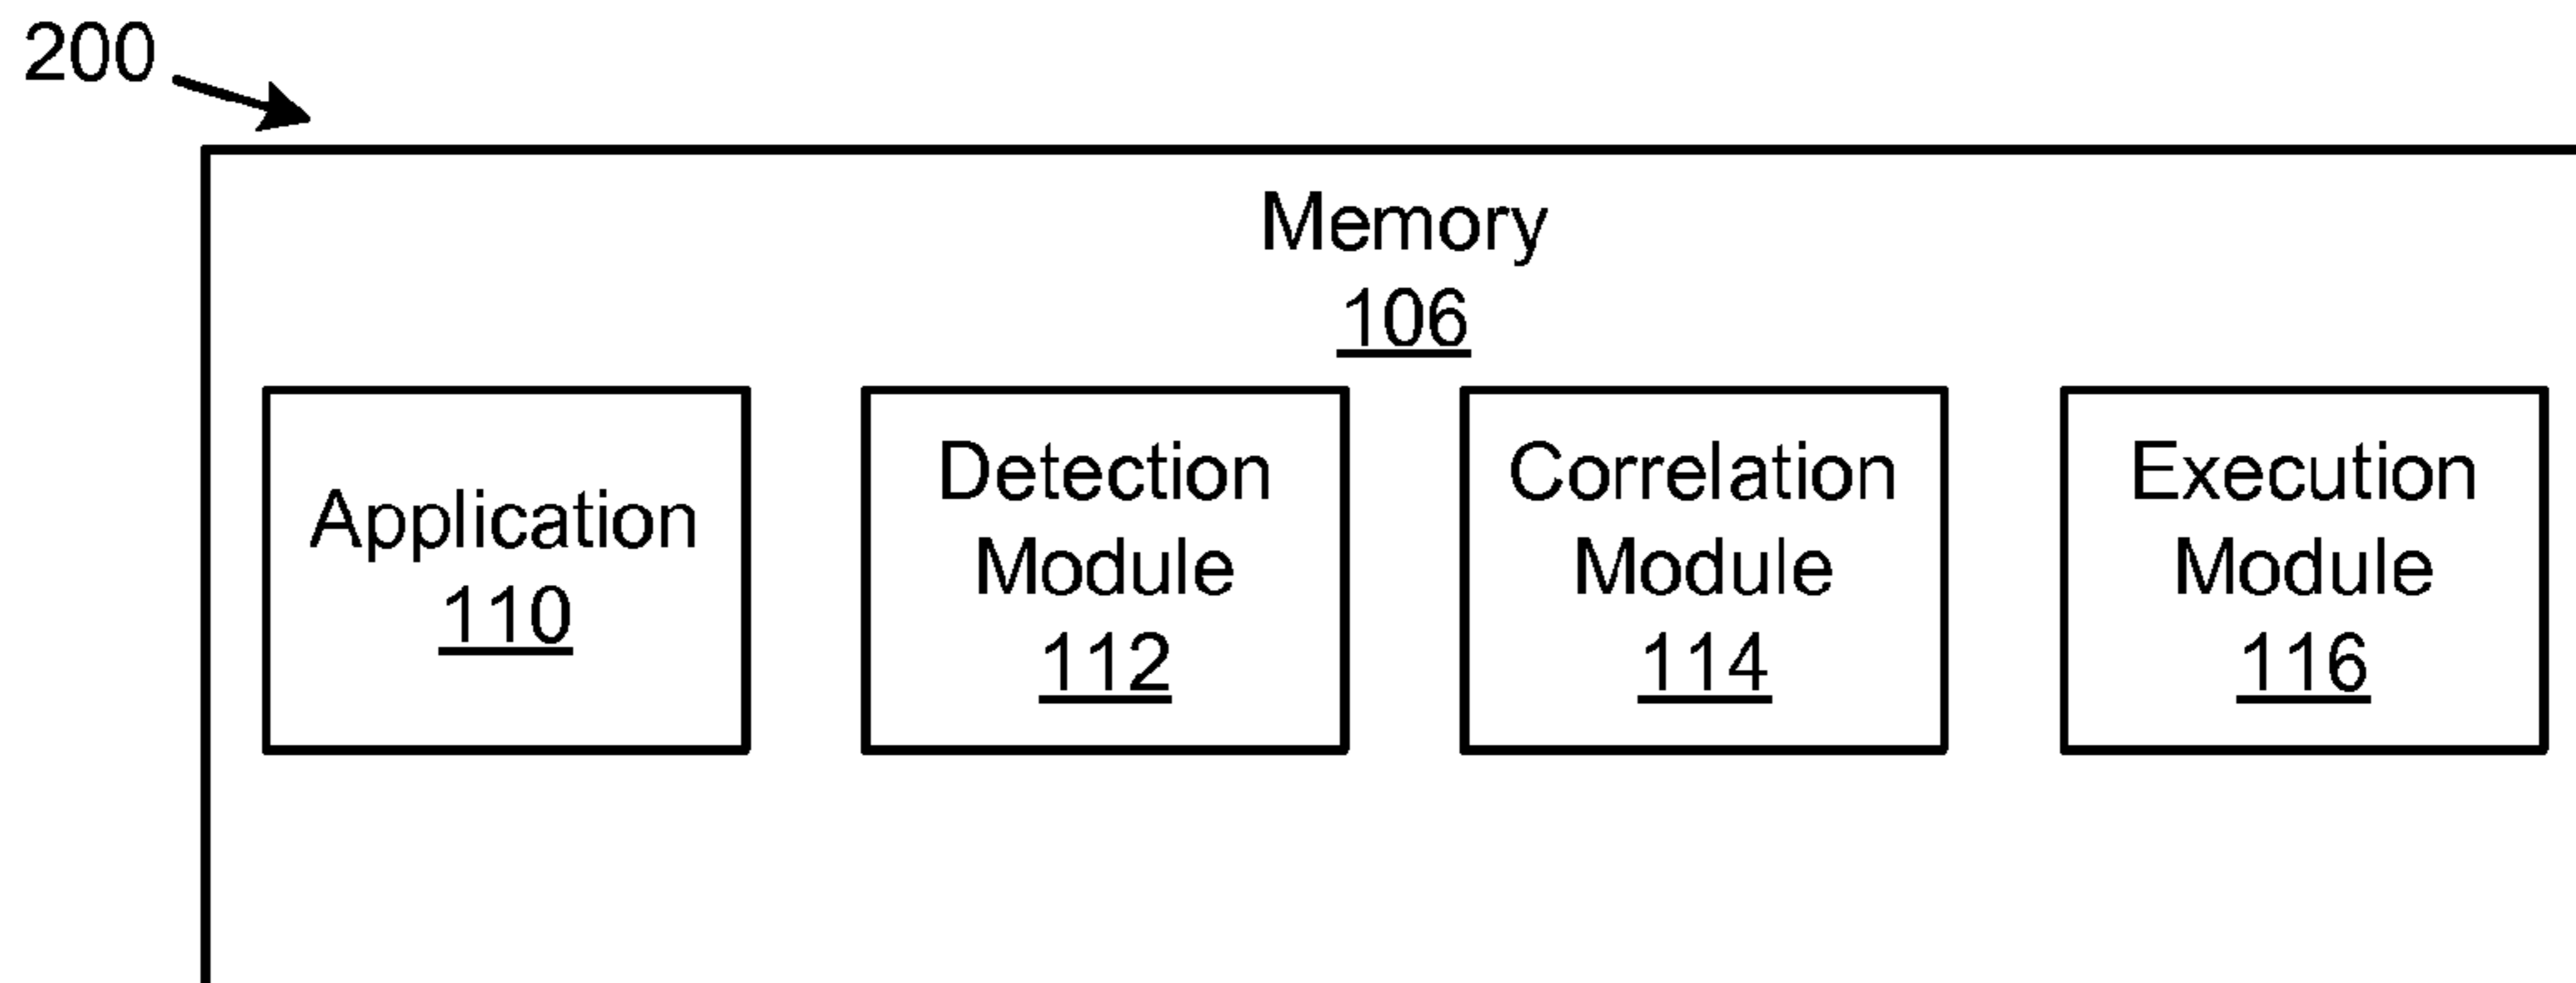 200
Memory
106
Application
110
Detection
Module
112
Correlation
Module
114
Execution
Module
116